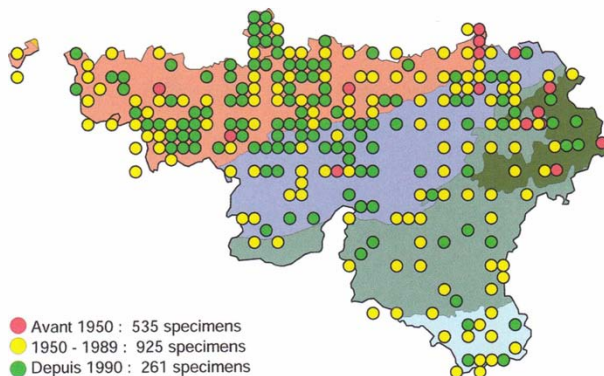 Avant 1950 : 535 specimens
1950 - 1989 : 925 specimens
Depuis 1990 : 261 specimens